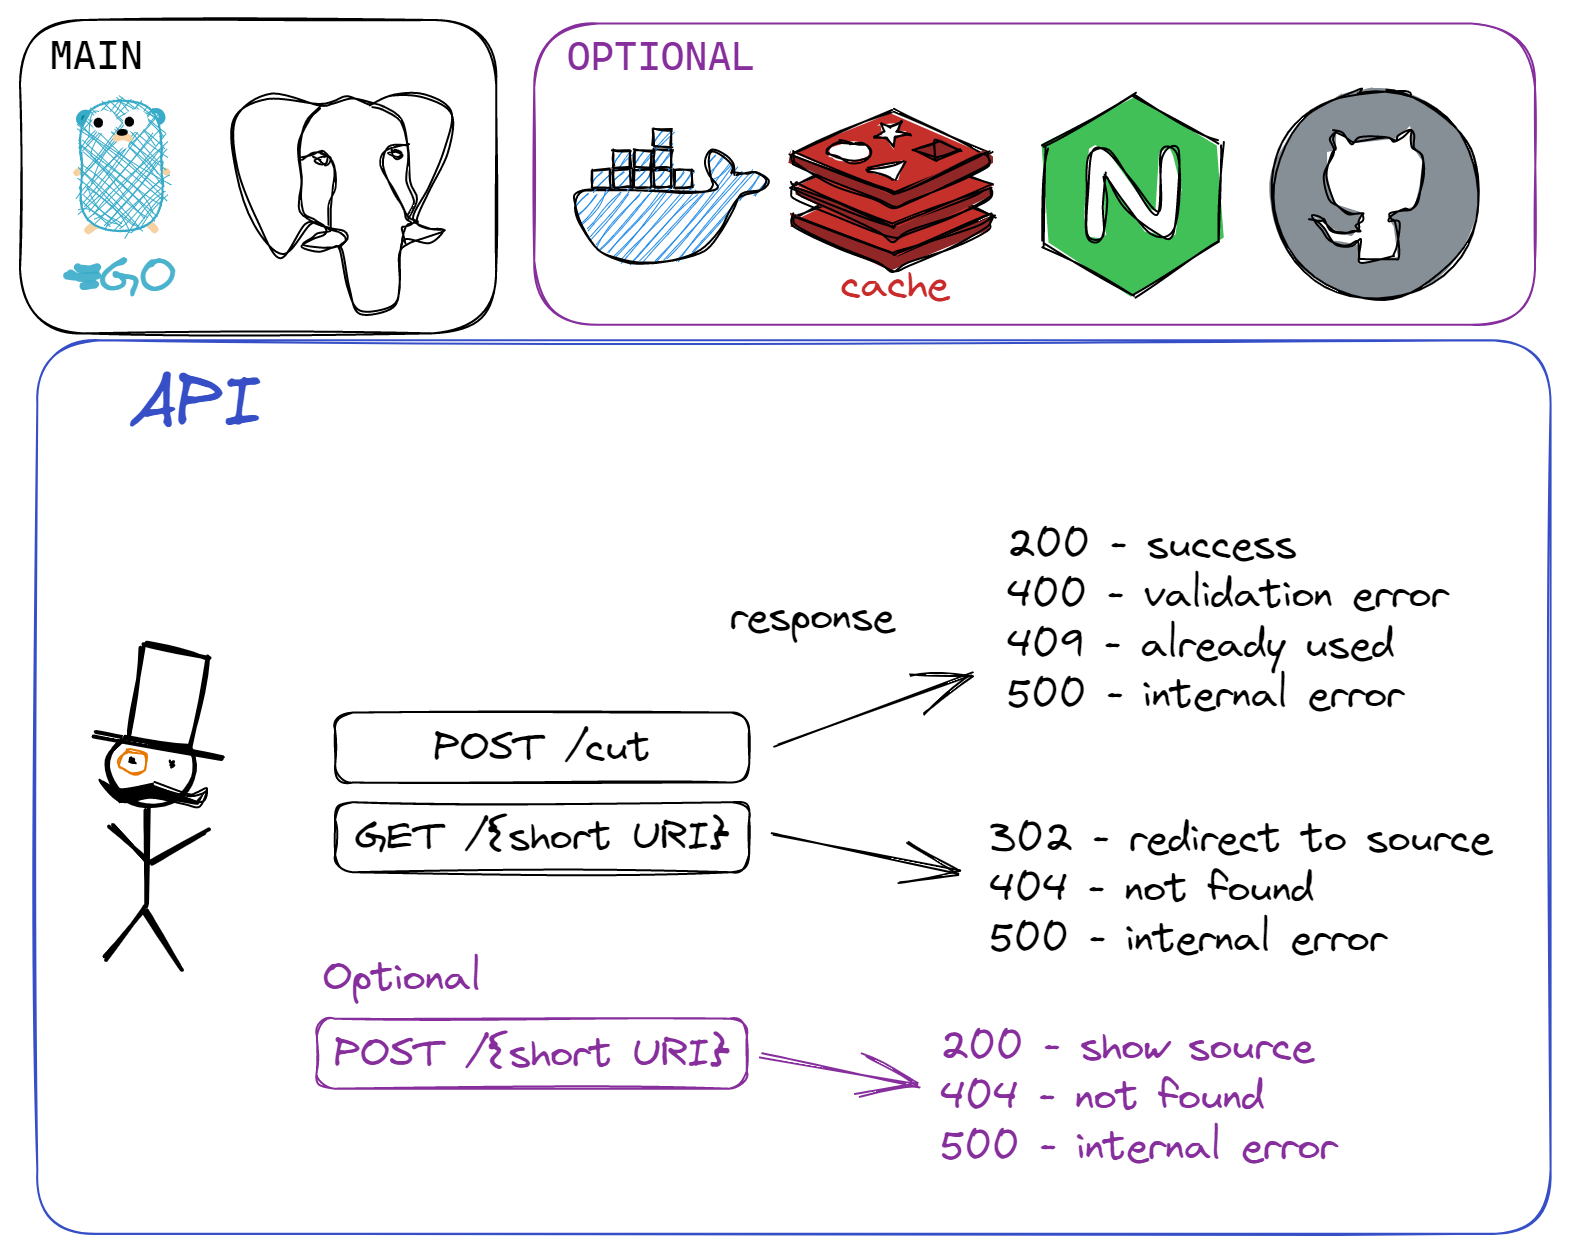 MAIN
GO
OPTIONAL
cache
N
API
response
200 - success
400 - validation error
409 - already used
500 - internal error
POST /cut
GET /{short URI}
302 - redirect to source
404 - not found
500 - internal error
Optional
POST /{short URI}
200 - show source
404 - not found
500 - internal error